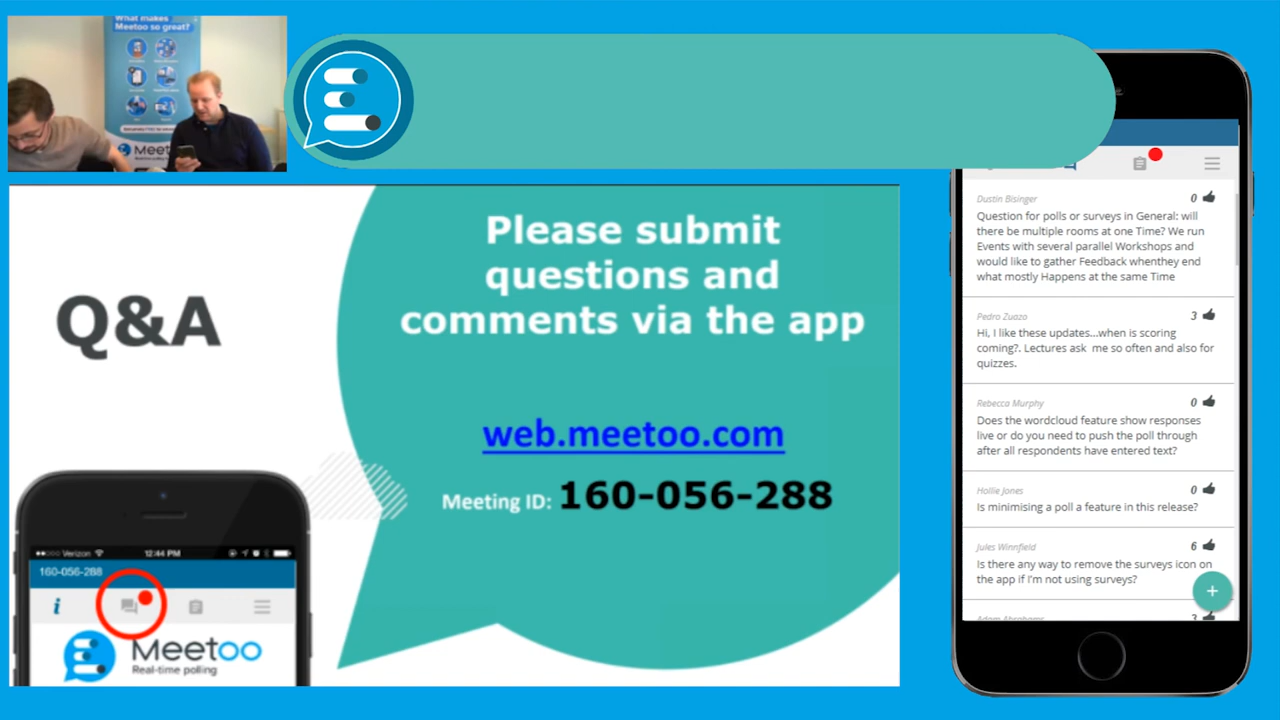 What makes
Meetoo so great?
Meetoo
Q&A
Please submit
questions and
comments via the app
web.meetoo.com
Meeting ID: 160-056-288
Verizon 12:44 PM
160-056-288
i
Meetoo
Real-time polling
Dustin Bisinger 0
Question for polls or surveys in General: will
there be multiple rooms at one Time? We run
Events with several parallel Workshops and
would like to gather Feedback whenthey end
what mostly Happens at the same Time
Pedro Zuazo 3
Hi, I like these updates...when is scoring
coming?. Lectures ask me so often and also for
quizzes.
Rebecca Murphy 0
Does the wordcloud feature show responses
live or do you need to push the poll through
after all respondents have entered text?
Hollie Jones 0
Is minimising a poll a feature in this release?
Jules Winnfield 6
Is there any way to remove the surveys icon on
the app if I'm not using surveys?
Adam Abrahams 3
+